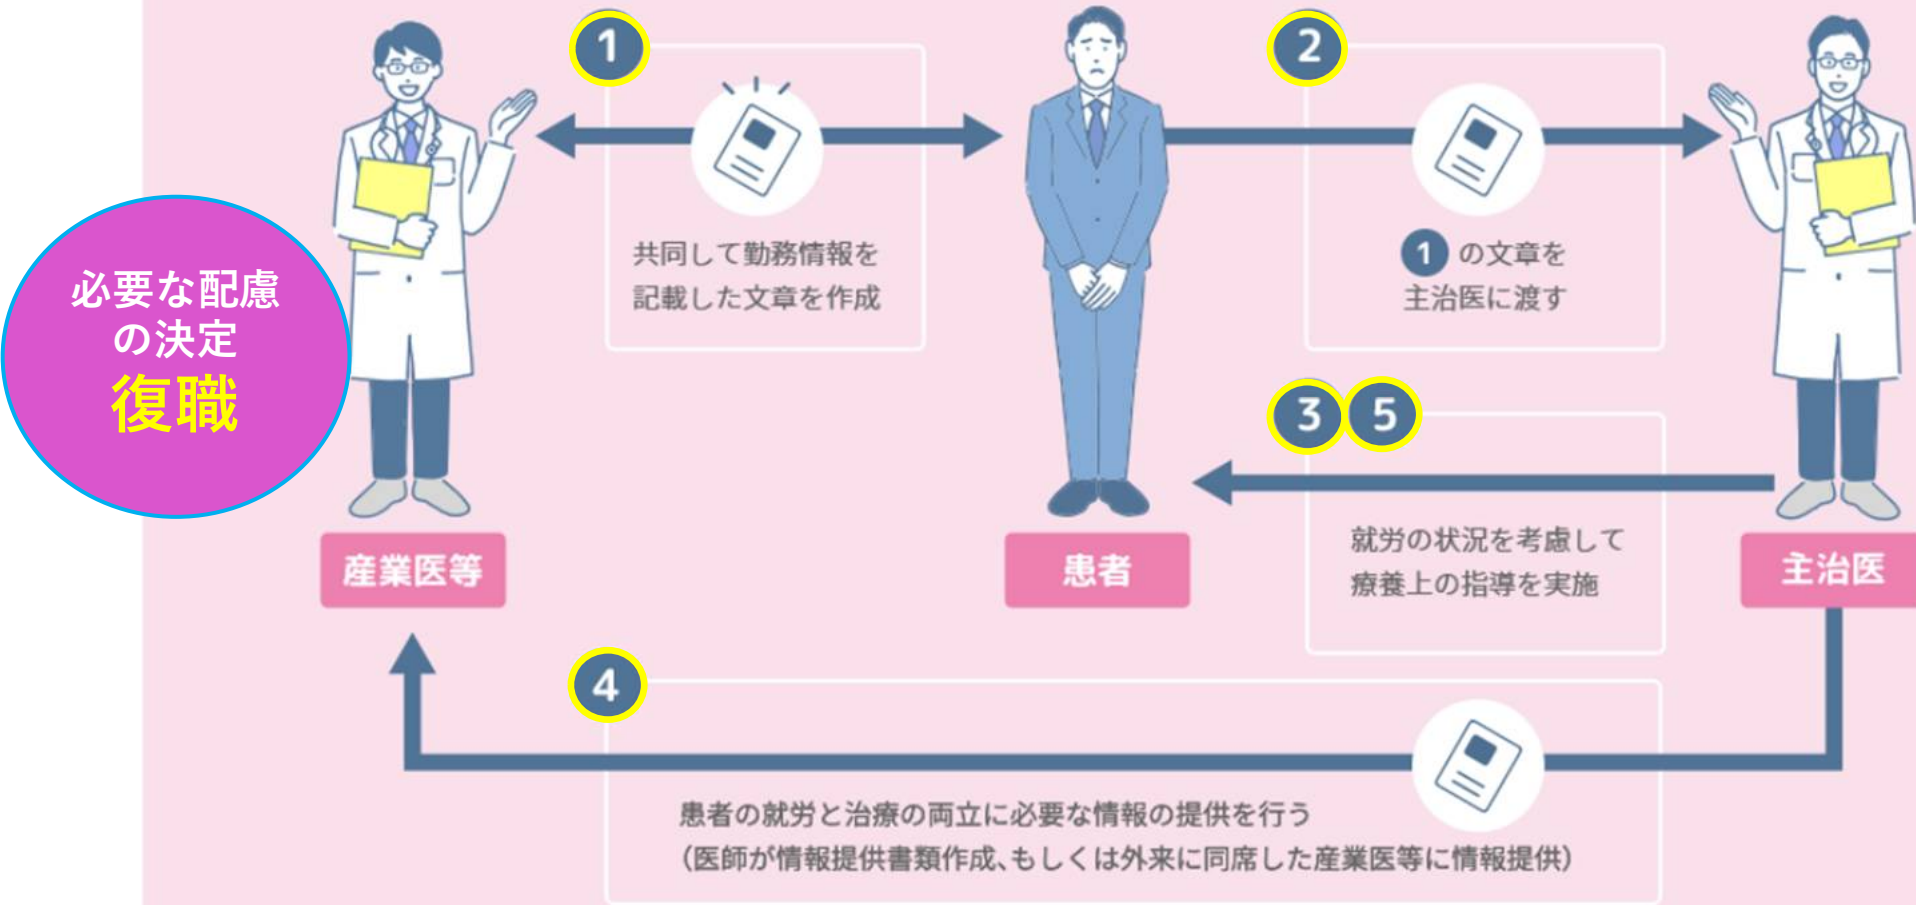 1
共同して勤務情報を
記載した文章を作成
2
1 の文章を
主治医に渡す
必要な配慮
の決定
復職
3 5
就労の状況を考慮して
療養上の指導を実施
産業医等
患者
主治医
4
患者の就労と治療の両立に必要な情報の提供を行う
（医師が情報提供書類作成、もしくは外来に同席した産業医等に情報提供）